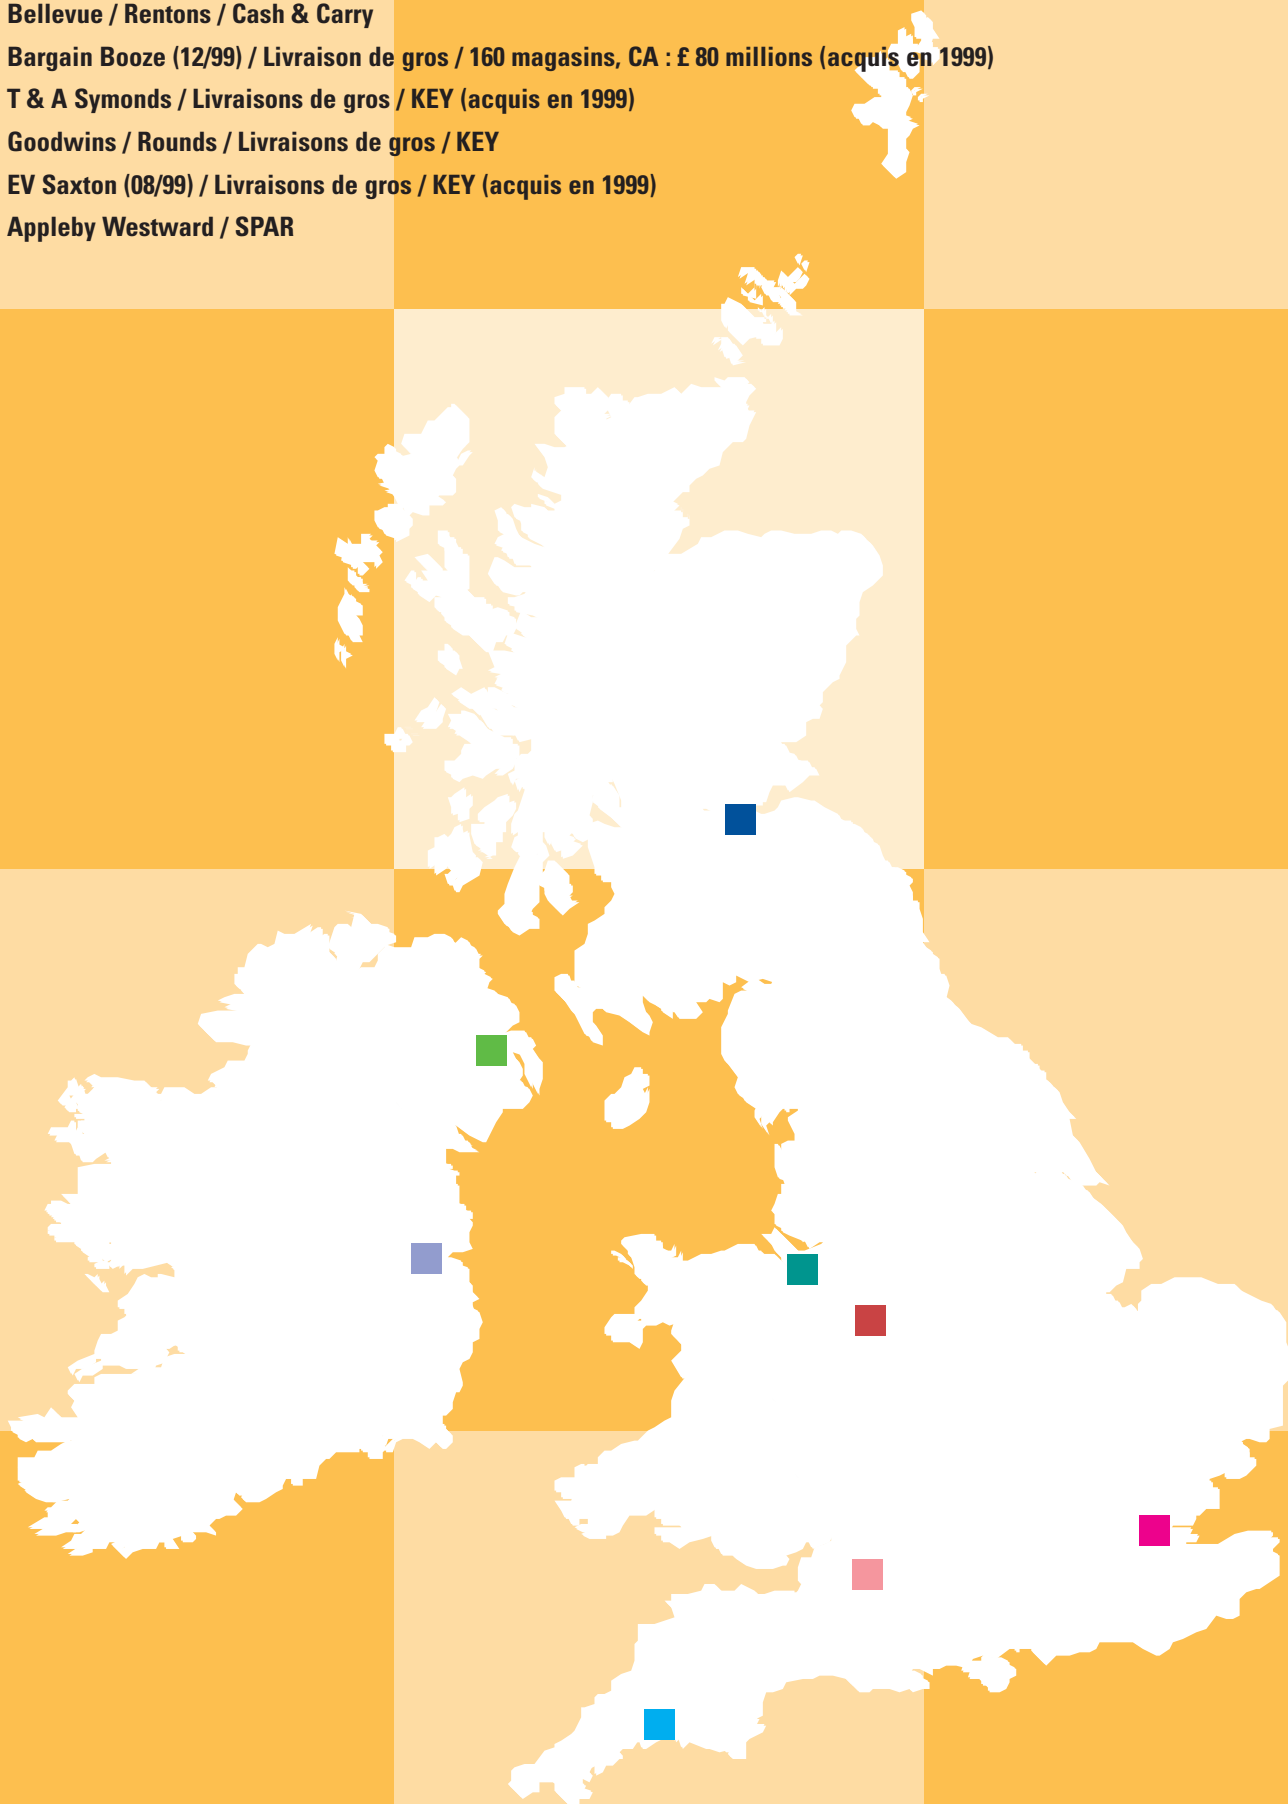 Bellevue / Rentons / Cash & Carry
Bargain Booze (12/99) / Livraison de gros / 160 magasins, CA : £ 80 millions (acquis en 1999)
T & A Symonds / Livraisons de gros / KEY (acquis en 1999)
Goodwins / Rounds / Livraisons de gros / KEY
EV Saxton (08/99) / Livraisons de gros / KEY (acquis en 1999)
Appleby Westward / SPAR